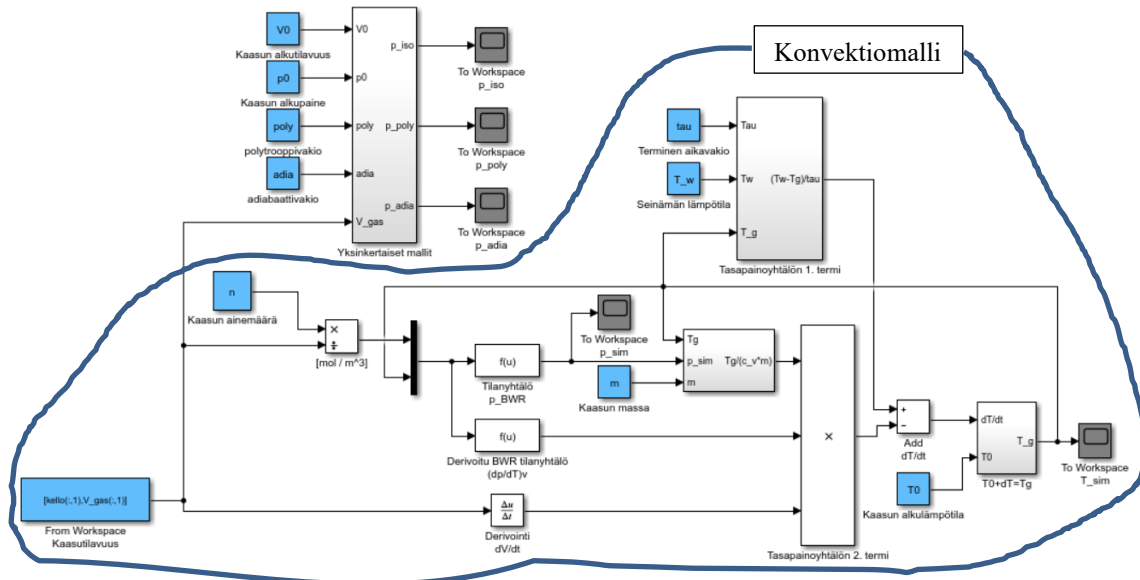 Konvektiomalli
V0
Kaasun alkutilavuus
p0
Kaasun alkupaine
poly
polytrooppivakio
adia
adiabaattivakio
V0
p0
poly
adia
V_gas
p_iso
p_poly
p_adia
Yksinkertaiset mallit
To Workspace
p_iso
To Workspace
p_poly
To Workspace
p_adia
tau
Terminen aikavakio
T_w
Seinämän lämpötila
Tau
Tw
T_g
(Tw-Tg)/tau
Tasapainoyhtälön 1. termi
n
Kaasun ainemäärä
×
÷
[mol / m^3]
f(u)
Tilanyhtälö
p_BWR
To Workspace
p_sim
m
Kaasun massa
Tg
p_sim
m
Tg/(c_v*m)
f(u)
Derivoitu BWR tilanyhtälö
(dp/dT)v
×
Tasapainoyhtälön 2. termi
+
−
Add
dT/dt
dT/dt
T0
T_g
T0+dT=Tg
To Workspace
T_sim
T0
Kaasun alkulämpötila
[kello(:,1),V_gas(:,1)]
From Workspace
Kaasutilavuus
Δu
Δt
Derivointi
dV/dt